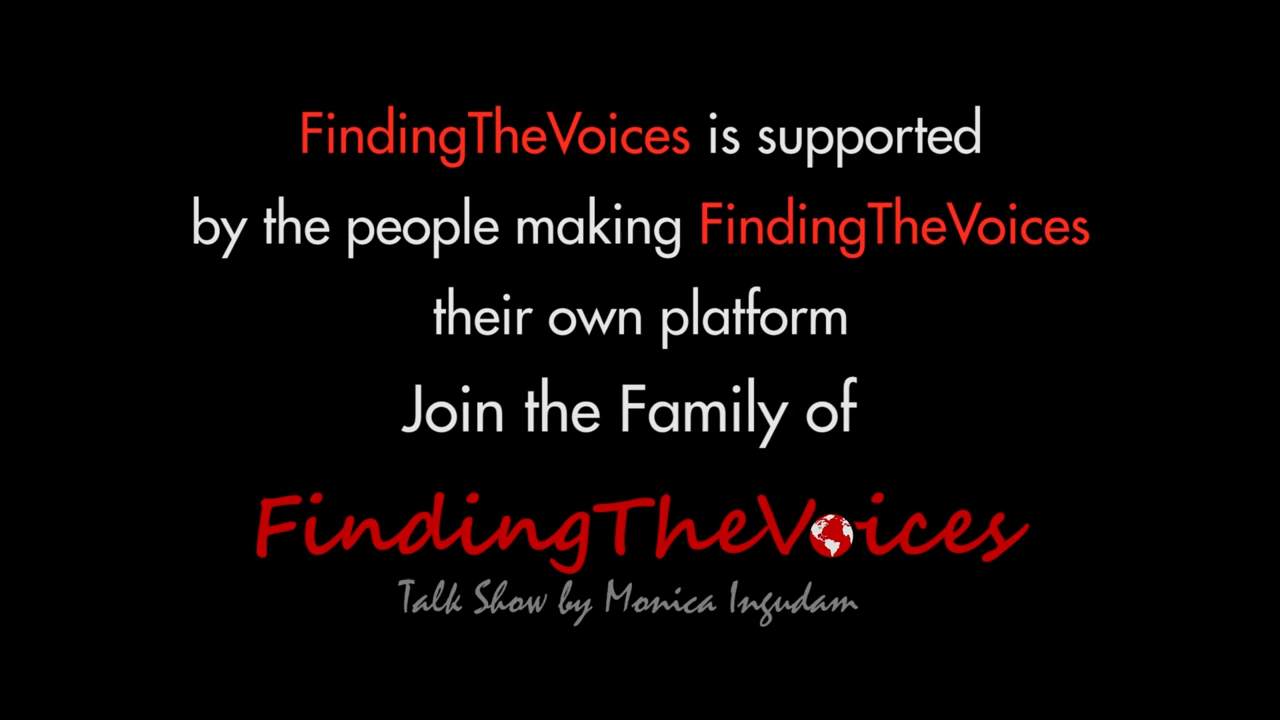 FindingTheVoices is supported
by the people making FindingTheVoices
their own platform
Join the Family of
FindingTheVoices
Talk Show by Monica Ingudam